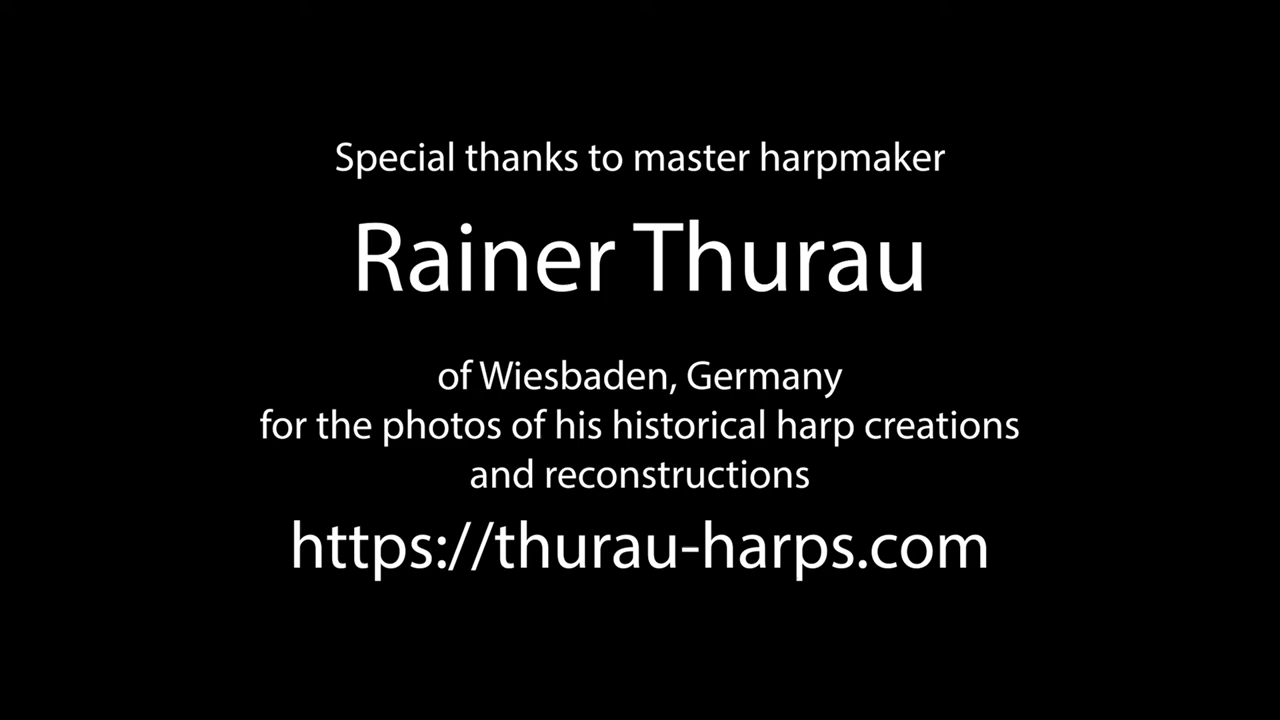 Special thanks to master harpmaker
Rainer Thurau
of Wiesbaden, Germany
for the photos of his historical harp creations
and reconstructions
https://thurau-harps.com